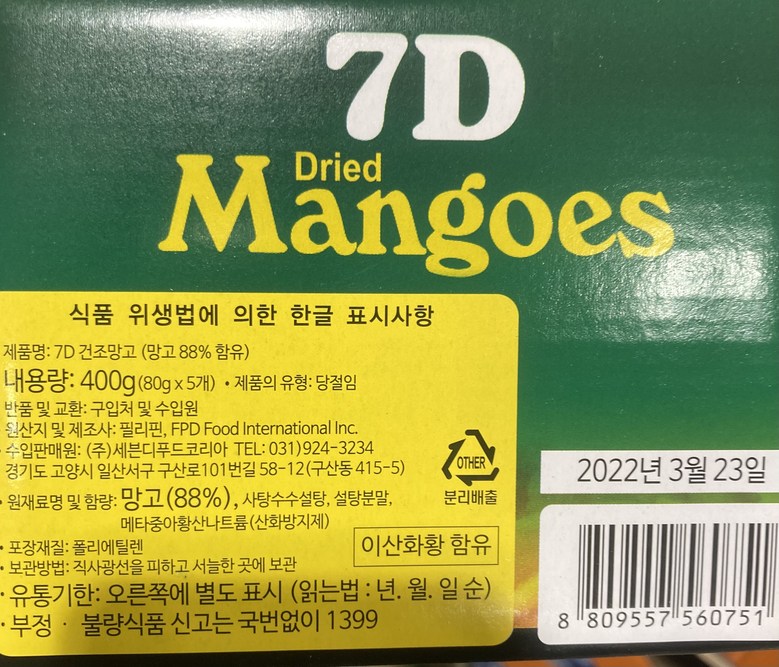 7D
Dried
Mangoes
식품 위생법에 의한 한글 표시사항
제품명: 7D 건조망고 (망고 88% 함유)
내용량: 400g(80g x 5개) • 제품의 유형: 당절임
반품 및 교환: 구입처 및 수입원
원산지 및 제조사: 필리핀, FPD Food International Inc.
• 수입판매원: (주)세븐디푸드코리아 TEL: 031)924-3234
경기도 고양시 일산서구 구산로101번길 58-12(구산동 415-5)
OTHER
분리배출
• 원재료명 및 함량: 망고(88%), 사탕수수설탕, 설탕분말,
메타중아황산나트륨(산화방지제)
• 포장재질: 폴리에틸렌
이산화황 함유
• 보관방법: 직사광선을 피하고 서늘한 곳에 보관
• 유통기한: 오른쪽에 별도 표시 (읽는법 : 년. 월. 일 순)
• 부정 · 불량식품 신고는 국번없이 1399
2022년 3월 23일
8 809557 560751